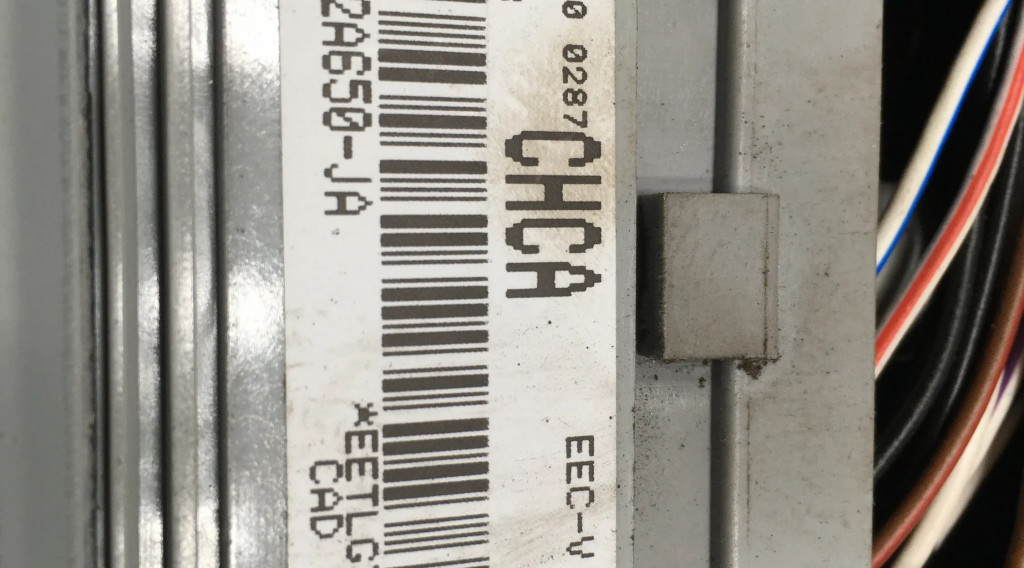 0 0287
CHCA
EEC-V
2A650-JA
*EETLG
CAD